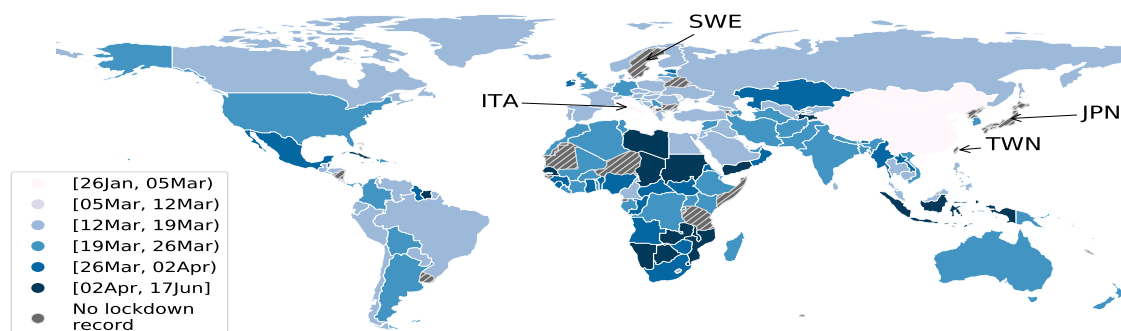 SWE
ITA
JPN
TWN
[26Jan, 05Mar)
[05Mar, 12Mar)
[12Mar, 19Mar)
[19Mar, 26Mar)
[26Mar, 02Apr)
[02Apr, 17Jun]
No lockdown
record